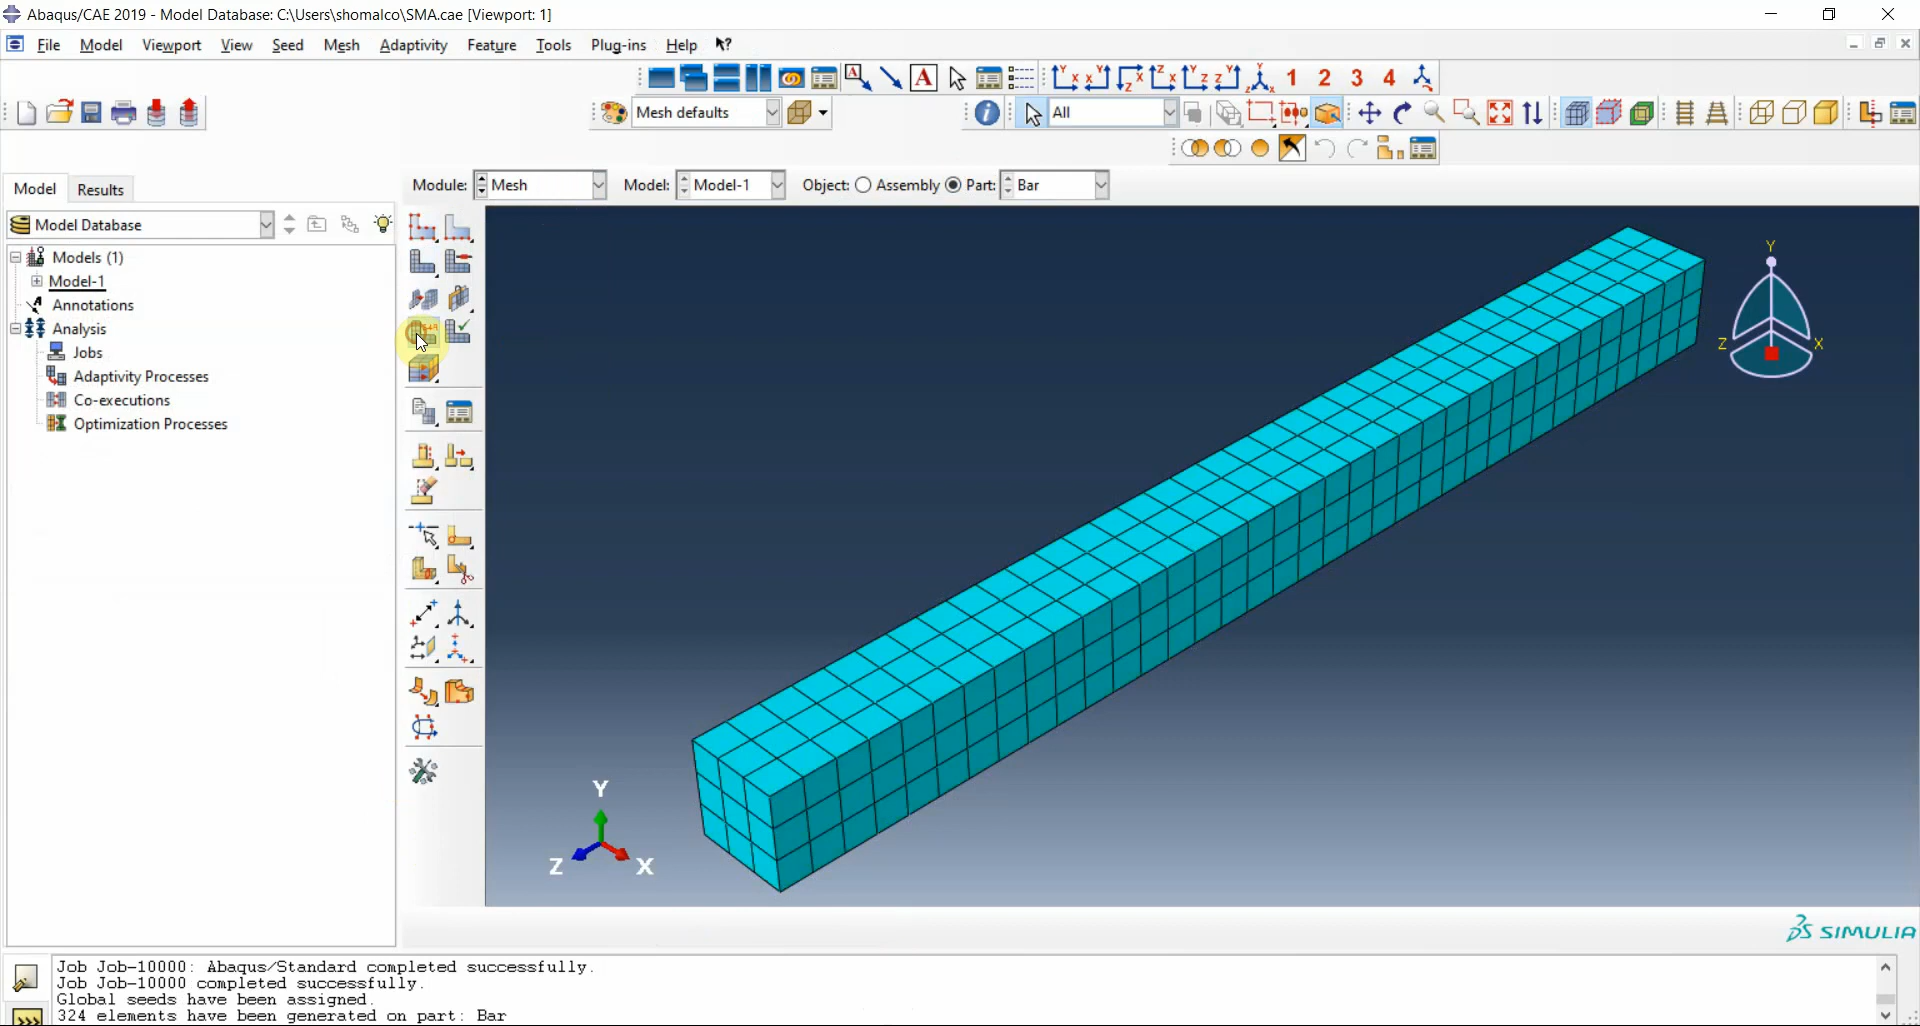 Abaqus/CAE 2019 - Model Database: C:\Users\shomalco\SMA.cae [Viewport: 1]
File Model Viewport View Seed Mesh Adaptivity Feature Tools Plug-ins Help
A A 1 2 3 4
Mesh defaults All
Model Results Module: Mesh Model: Model-1 Object: Assembly Part: Bar
Model Database
Models (1)
Model-1
Annotations
Analysis
Jobs
Adaptivity Processes
Co-executions
Optimization Processes
Y
Z X
Y
Z X
SIMULIA
Job Job-10000: Abaqus/Standard completed successfully.
Job Job-10000 completed successfully.
Global seeds have been assigned.
324 elements have been generated on part: Bar